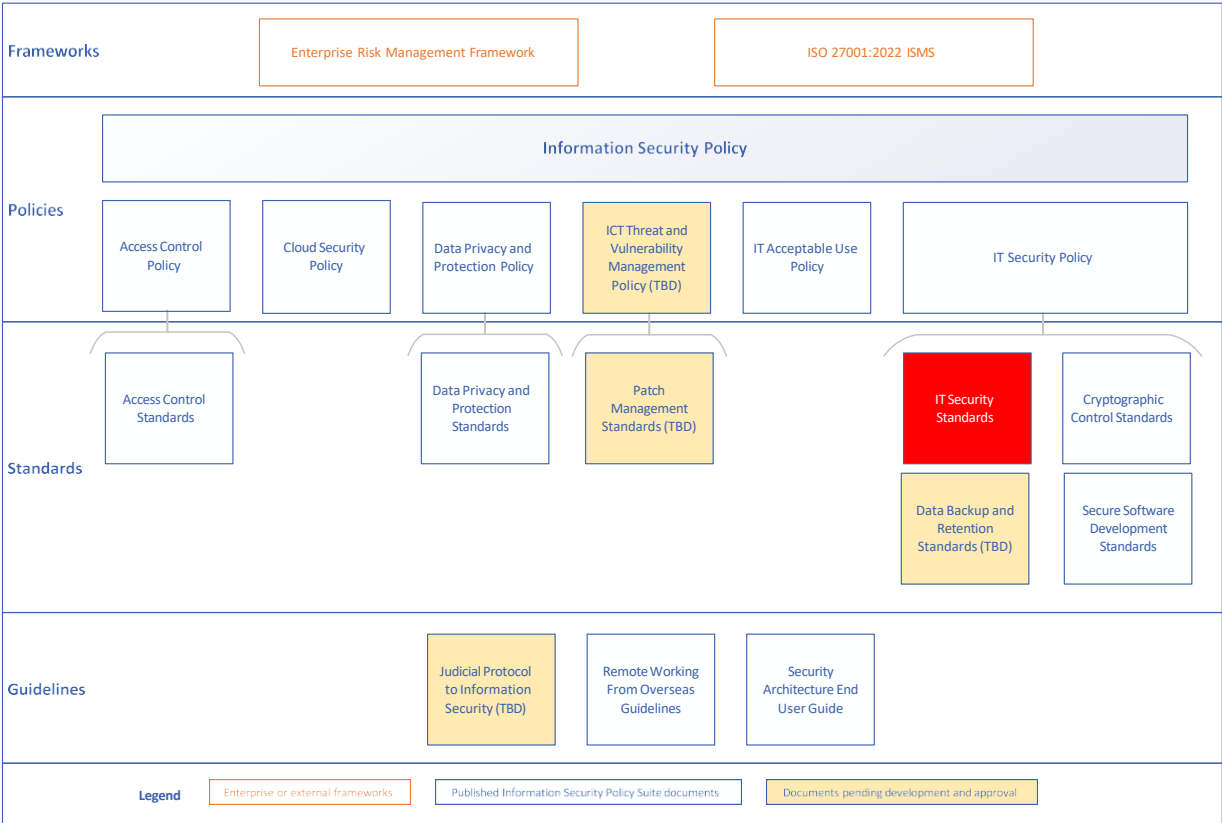 Frameworks
Enterprise Risk Management Framework
ISO 27001:2022 ISMS
Information Security Policy
Policies
Access Control
Policy
Cloud Security
Policy
Data Privacy and
Protection Policy
ICT Threat and
Vulnerability
Management
Policy (TBD)
IT Acceptable Use
Policy
IT Security Policy
Standards
Access Control
Standards
Data Privacy and
Protection
Standards
Patch
Management
Standards (TBD)
IT Security
Standards
Cryptographic
Control Standards
Data Backup and
Retention
Standards (TBD)
Secure Software
Development
Standards
Guidelines
Judicial Protocol
to Information
Security (TBD)
Remote Working
From Overseas
Guidelines
Security
Architecture End
User Guide
Legend
Enterprise or external frameworks
Published Information Security Policy Suite documents
Documents pending development and approval